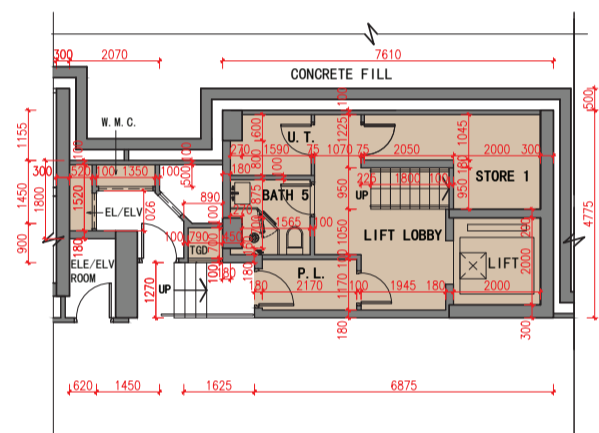 300 2070 7610
CONCRETE FILL
W.M.C.
1155
100
500
100
600
1225
1045
U.T.
270 1590 75 1070 75 2050 2000 300
180
800
100
180
300 520 100 1350 100
500
100
1450
1800
1520
EL/ELV
920
890
875
BATH 5
950
225 1800 100
UP
950
STORE 1
4775
1565 100
1050
LIFT LOBBY
290
900
180
100 790 450
TGD
700
100
ELE/ELV
ROOM
LIFT
2000
P.L.
180
1270
UP
180
180 2170 100 1945 180 2000
1170
180
300
620 1450 1625 6875